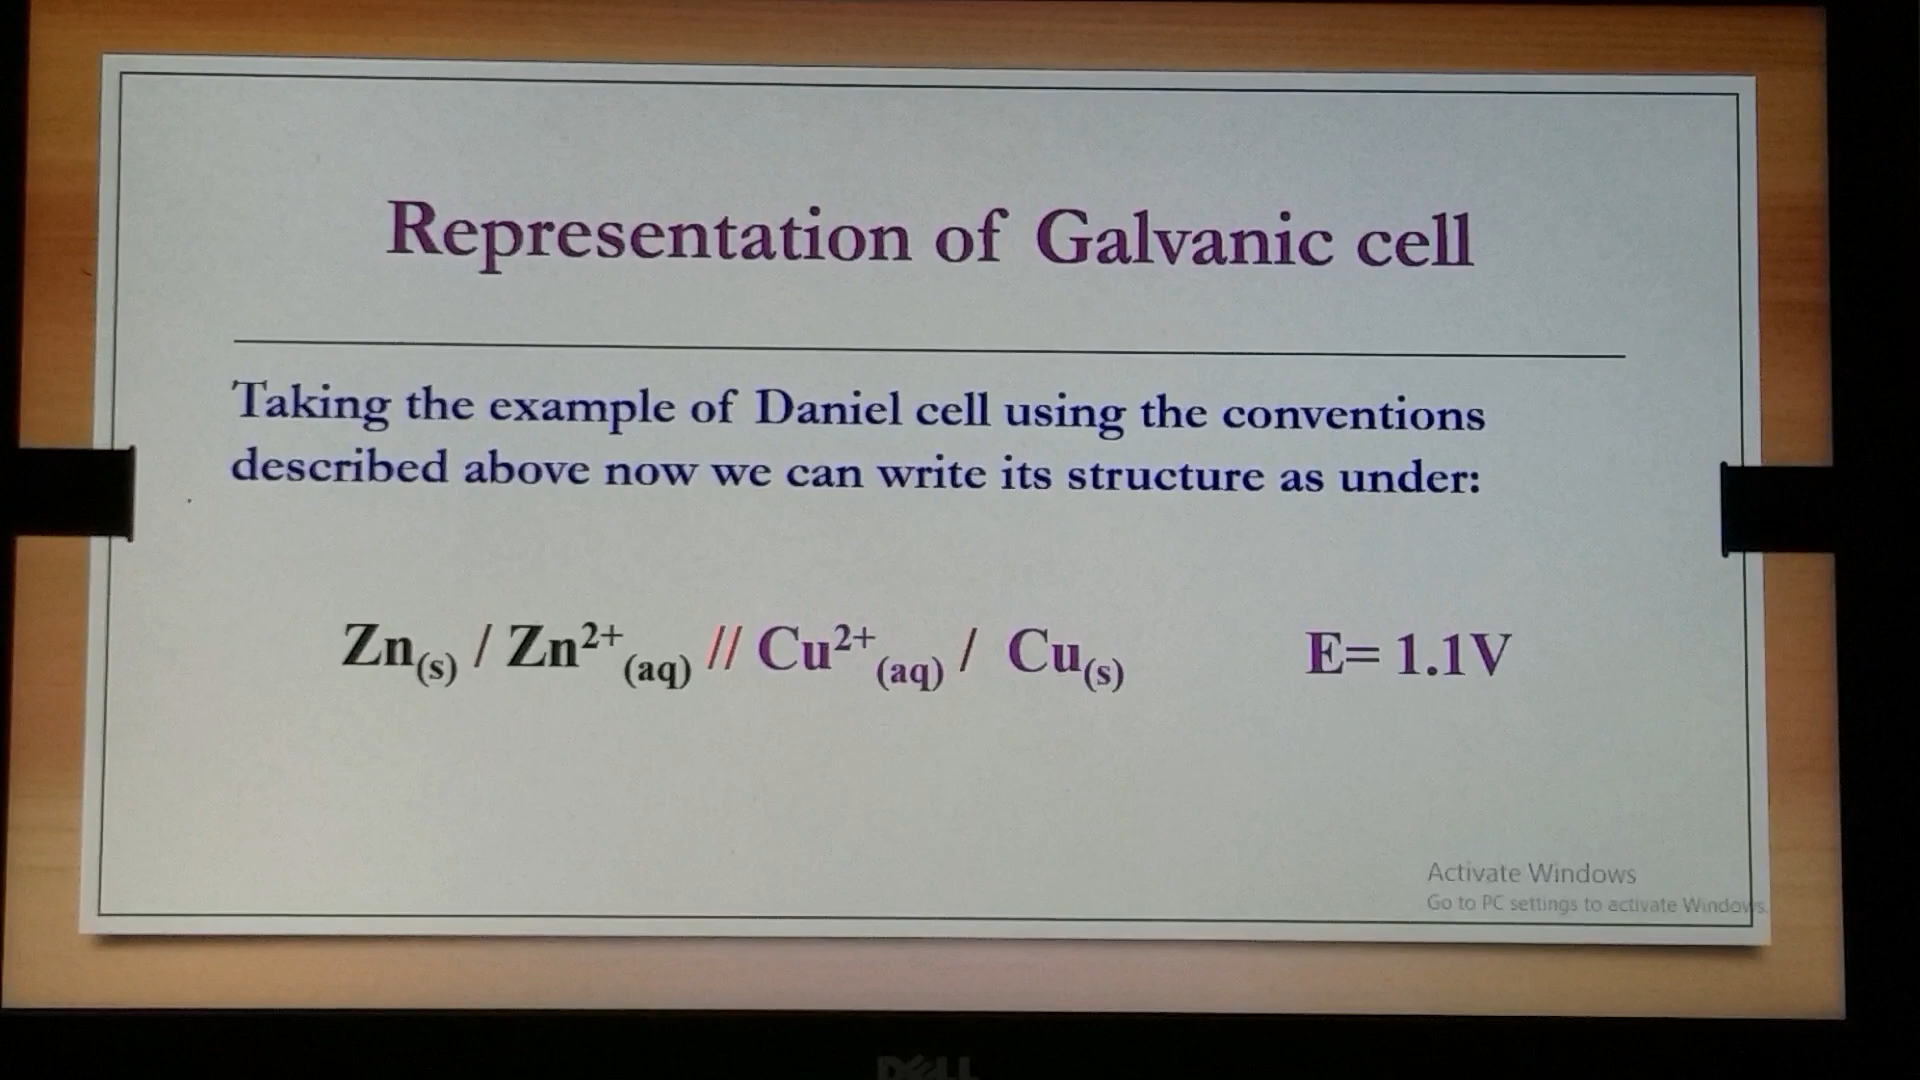 Representation of Galvanic cell
Taking the example of Daniel cell using the conventions
described above now we can write its structure as under:
Zn(s) / Zn²⁺(aq) // Cu²⁺(aq) / Cu(s) E= 1.1V
Activate Windows
Go to PC settings to activate Windows.
DELL